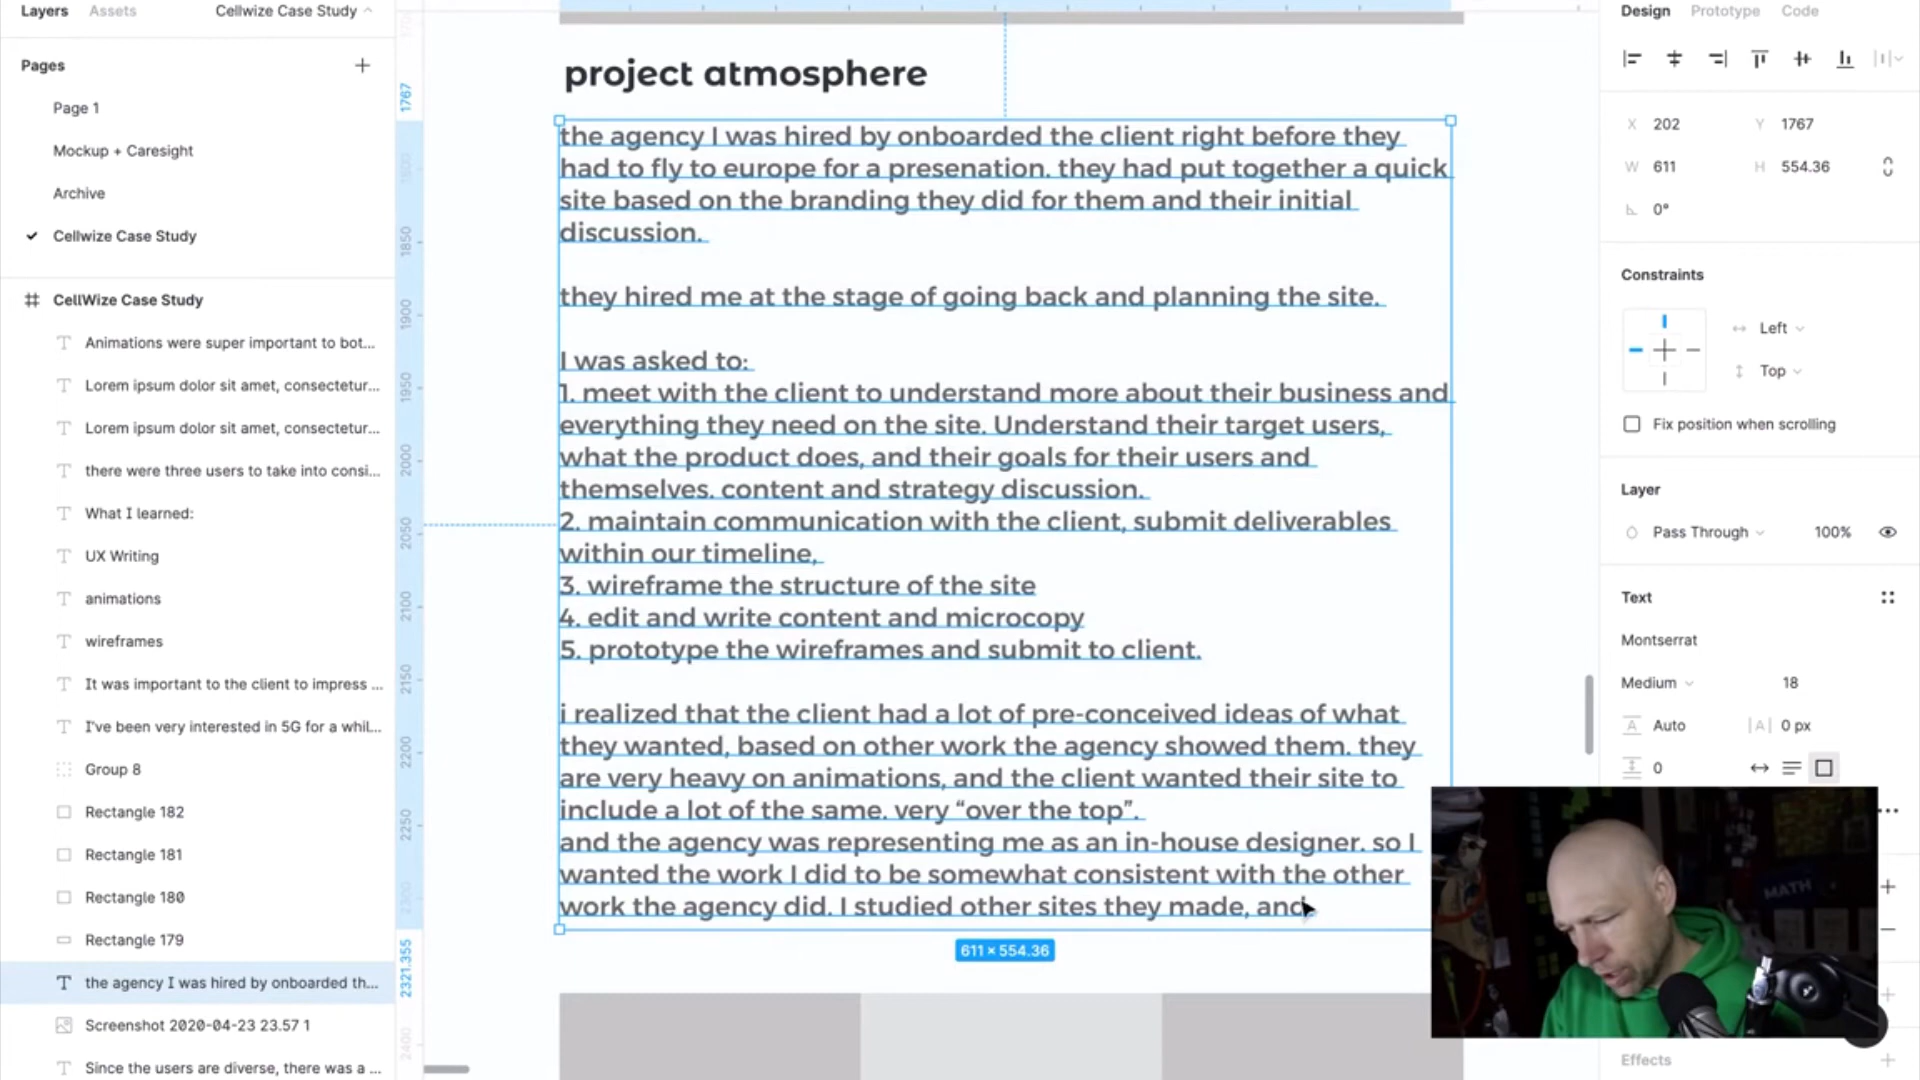 Layers
Assets
Cellwize Case Study
Pages
Page 1
Mockup + Caresight
Archive
Cellwize Case Study
CellWize Case Study
Animations were super important to bot...
Lorem ipsum dolor sit amet, consectetur...
Lorem ipsum dolor sit amet, consectetur...
there were three users to take into consi...
What I learned:
UX Writing
animations
wireframes
It was important to the client to impress ...
I've been very interested in 5G for a whil...
Group 8
Rectangle 182
Rectangle 181
Rectangle 180
Rectangle 179
the agency I was hired by onboarded th...
Screenshot 2020-04-23 23.57 1
Since the users are diverse, there was a ...
1767
1800
1850
1900
1950
2000
2050
2100
2150
2200
2250
2300
2321.355
2400
project atmosphere
the agency I was hired by onboarded the client right before they
had to fly to europe for a presenation. they had put together a quick
site based on the branding they did for them and their initial
discussion.
they hired me at the stage of going back and planning the site.
I was asked to:
1. meet with the client to understand more about their business and
everything they need on the site. Understand their target users,
what the product does, and their goals for their users and
themselves. content and strategy discussion.
2. maintain communication with the client, submit deliverables
within our timeline,
3. wireframe the structure of the site
4. edit and write content and microcopy
5. prototype the wireframes and submit to client.
i realized that the client had a lot of pre-conceived ideas of what
they wanted, based on other work the agency showed them. they
are very heavy on animations, and the client wanted their site to
include a lot of the same. very “over the top”.
and the agency was representing me as an in-house designer. so I
wanted the work I did to be somewhat consistent with the other
work the agency did. I studied other sites they made, and
611 × 554.36
Design
Prototype
Code
X 202 Y 1767
W 611 H 554.36
0°
Constraints
Left
Top
Fix position when scrolling
Layer
Pass Through 100%
Text
Montserrat
Medium 18
Auto 0 px
0
MATH
Effects